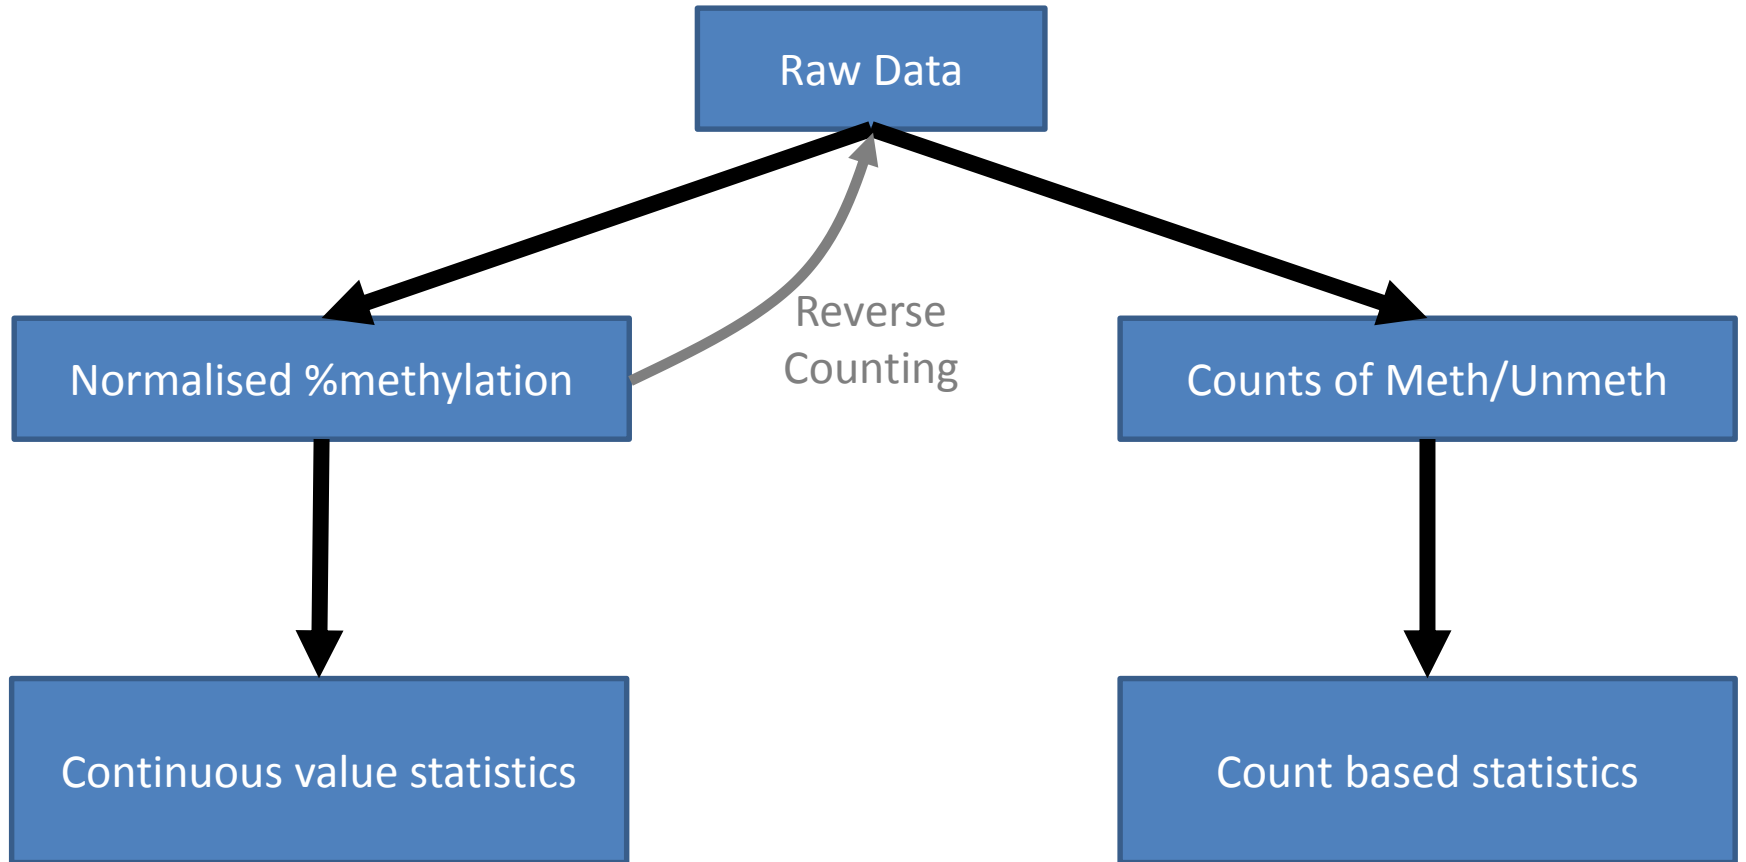 Raw Data
Reverse
Counting
Normalised %methylation
Counts of Meth/Unmeth
Continuous value statistics
Count based statistics